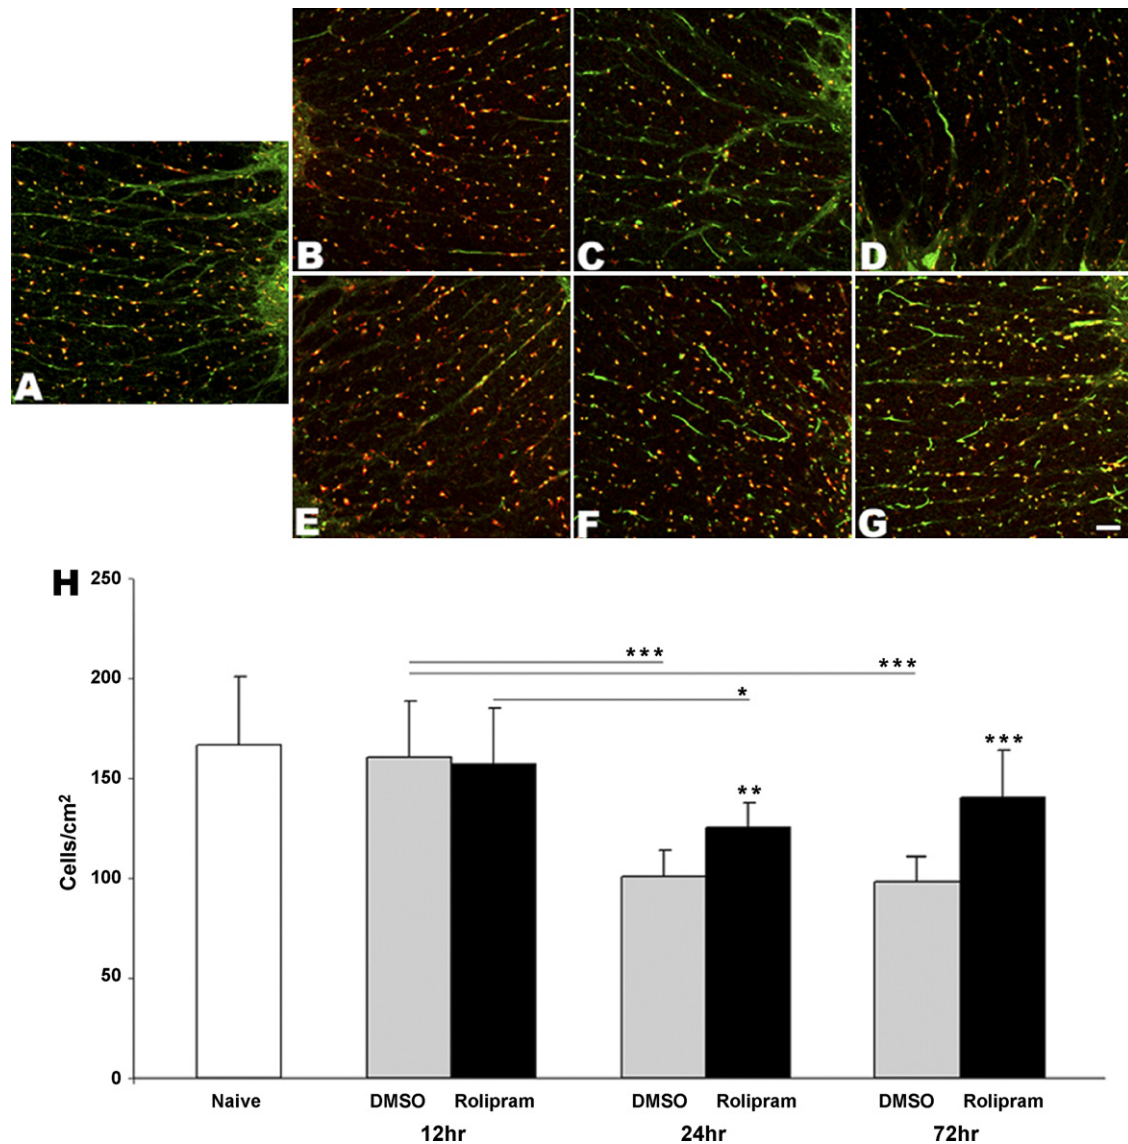 B
C
D
A
E
F
G
H
250
200
150
100
50
0
Cells/cm²
***
***
*
**
***
Naive
DMSO
Rolipram
DMSO
Rolipram
DMSO
Rolipram
12hr
24hr
72hr